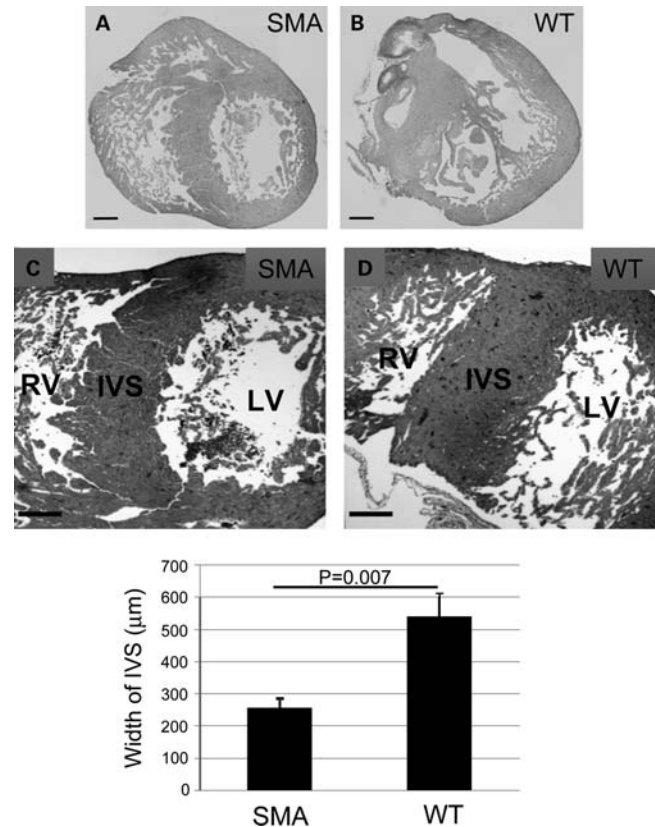 A SMA
B WT
C SMA
RV IVS LV
D WT
RV IVS LV
700
600
500
400
300
200
100
0
Width of IVS (μm)
P=0.007
SMA WT